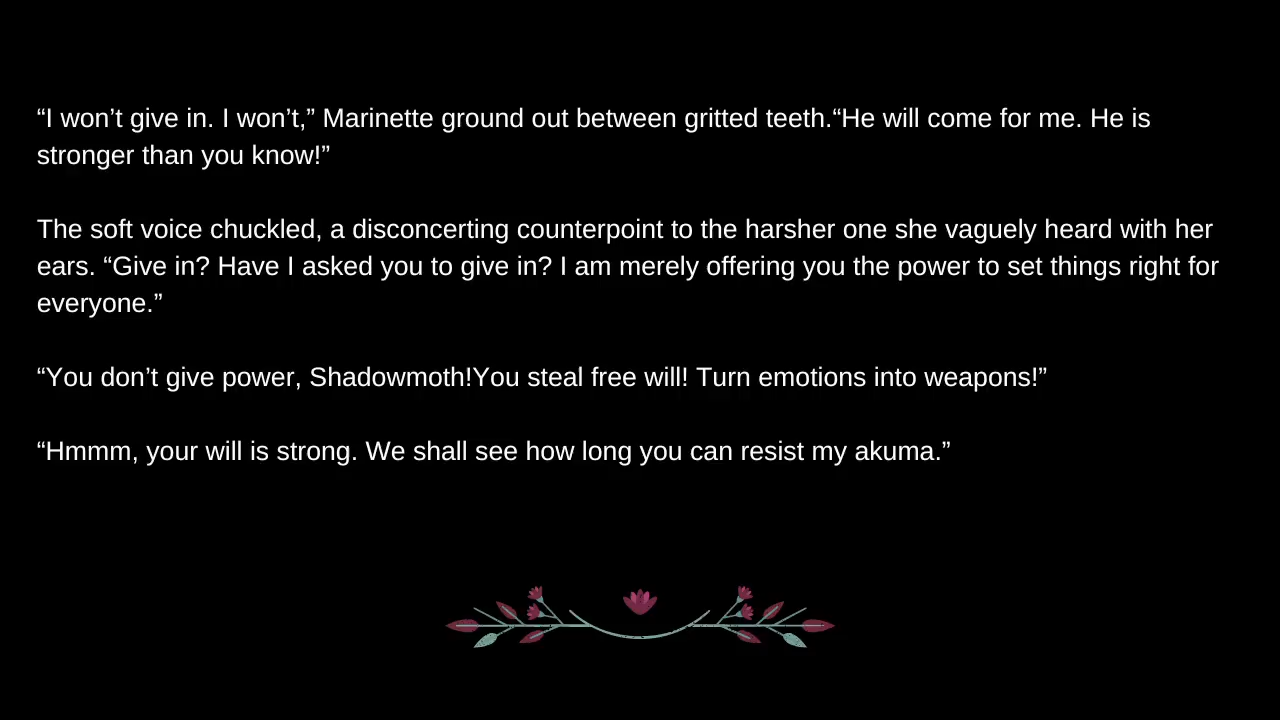 “I won’t give in. I won’t,” Marinette ground out between gritted teeth.“He will come for me. He is
stronger than you know!”
The soft voice chuckled, a disconcerting counterpoint to the harsher one she vaguely heard with her
ears. “Give in? Have I asked you to give in? I am merely offering you the power to set things right for
everyone.”
“You don’t give power, Shadowmoth!You steal free will! Turn emotions into weapons!”
“Hmmm, your will is strong. We shall see how long you can resist my akuma.”